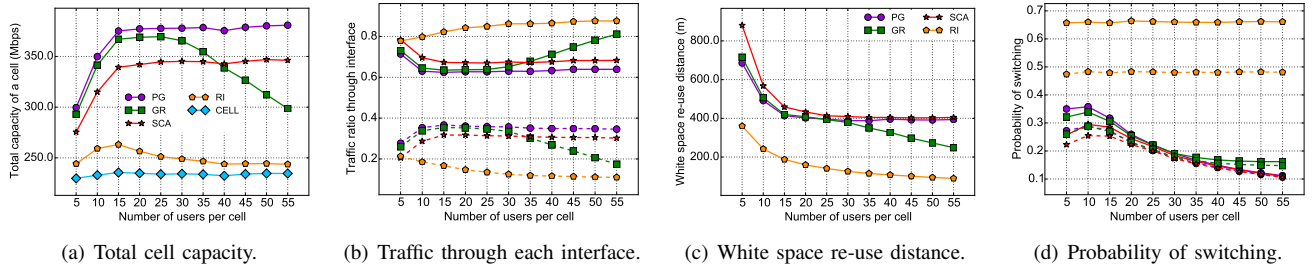 Total capacity of a cell (Mbps)
350.0
300.0
250.0
PG
GR
SCA
RI
CELL
5 10 15 20 25 30 35 40 45 50 55
Number of users per cell
(a) Total cell capacity.
Traffic ratio through interface
0.8
0.6
0.4
0.2
5 10 15 20 25 30 35 40 45 50 55
Number of users per cell
(b) Traffic through each interface.
White space re-use distance (m)
800.0
600.0
400.0
200.0
PG
GR
SCA
RI
5 10 15 20 25 30 35 40 45 50 55
Number of users per cell
(c) White space re-use distance.
Probability of switching
0.7
0.6
0.5
0.4
0.3
0.2
0.1
5 10 15 20 25 30 35 40 45 50 55
Number of users per cell
(d) Probability of switching.